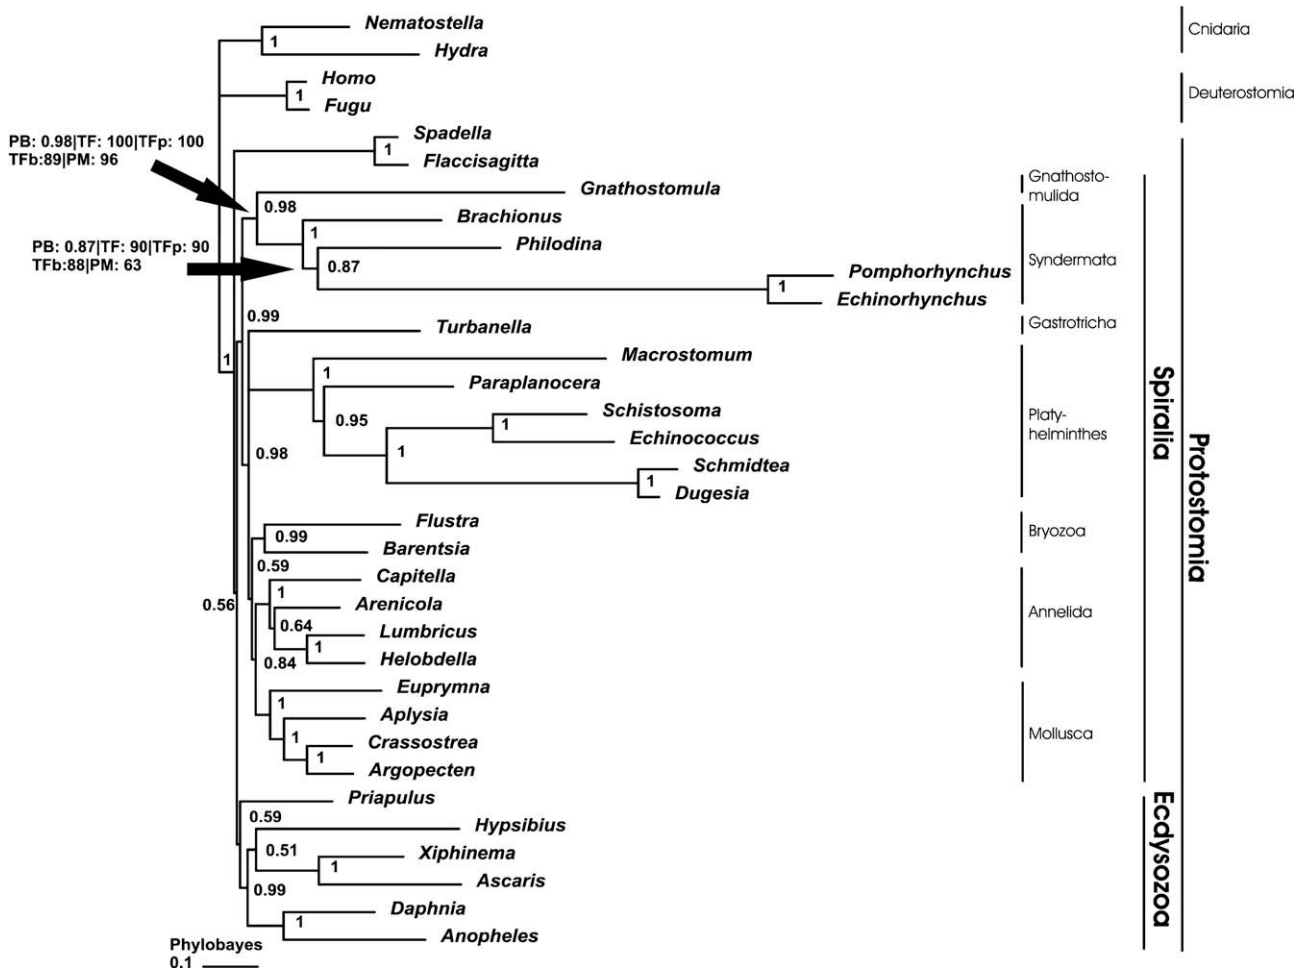 Nematostella
1
Hydra
Cnidaria
Homo
1
Fugu
Deuterostomia
PB: 0.98|TF: 100|TFp: 100
TFb:89|PM: 96
Spadella
1
Flaccisagitta
Gnathosto-
mulida
Gnathostomula
0.98
Brachionus
1
PB: 0.87|TF: 90|TFp: 90
TFb:88|PM: 63
Philodina
0.87
Syndermata
Pomphorhynchus
1
Echinorhynchus
0.99
Turbanella
Gastrotricha
1
Macrostomum
1
Paraplanocera
0.95
Schistosoma
1
Echinococcus
Platy-
helminthes
1
0.98
Schmidtea
1
Dugesia
Spiralia
Protostomia
Flustra
0.99
Barentsia
Bryozoa
0.59
Capitella
1
0.56
Arenicola
0.64
Lumbricus
1
Helobdella
Annelida
0.84
Euprymna
1
Aplysia
1
Crassostrea
1
Argopecten
Mollusca
Priapulus
0.59
Hypsibius
0.51
Xiphinema
1
Ascaris
0.99
Daphnia
1
Anopheles
Ecdysozoa
Phylobayes
0.1